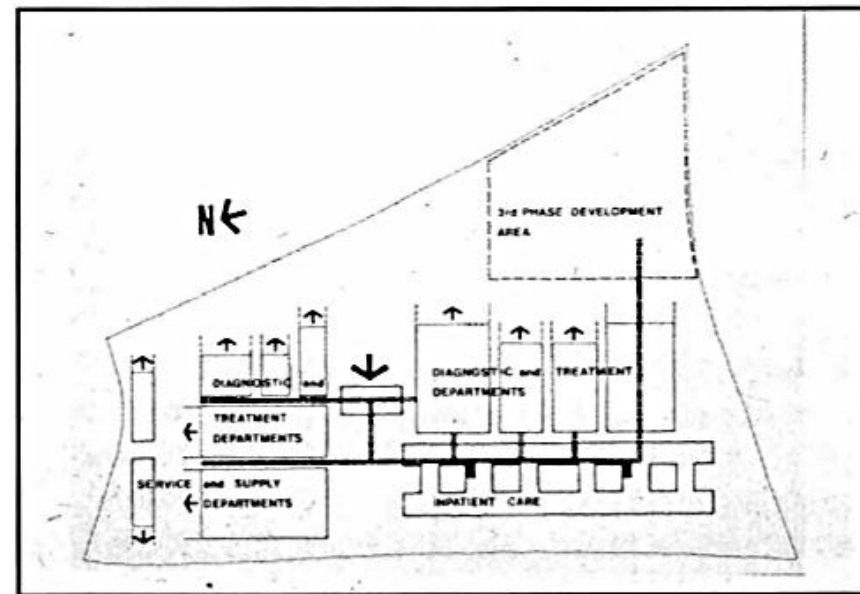 3rd PHASE DEVELOPMENT
AREA
N
DIAGNOSTIC and
TREATMENT
DEPARTMENTS
DIAGNOSTIC and TREATMENT
DEPARTMENTS
SERVICE and SUPPLY
DEPARTMENTS
INPATIENT CARE